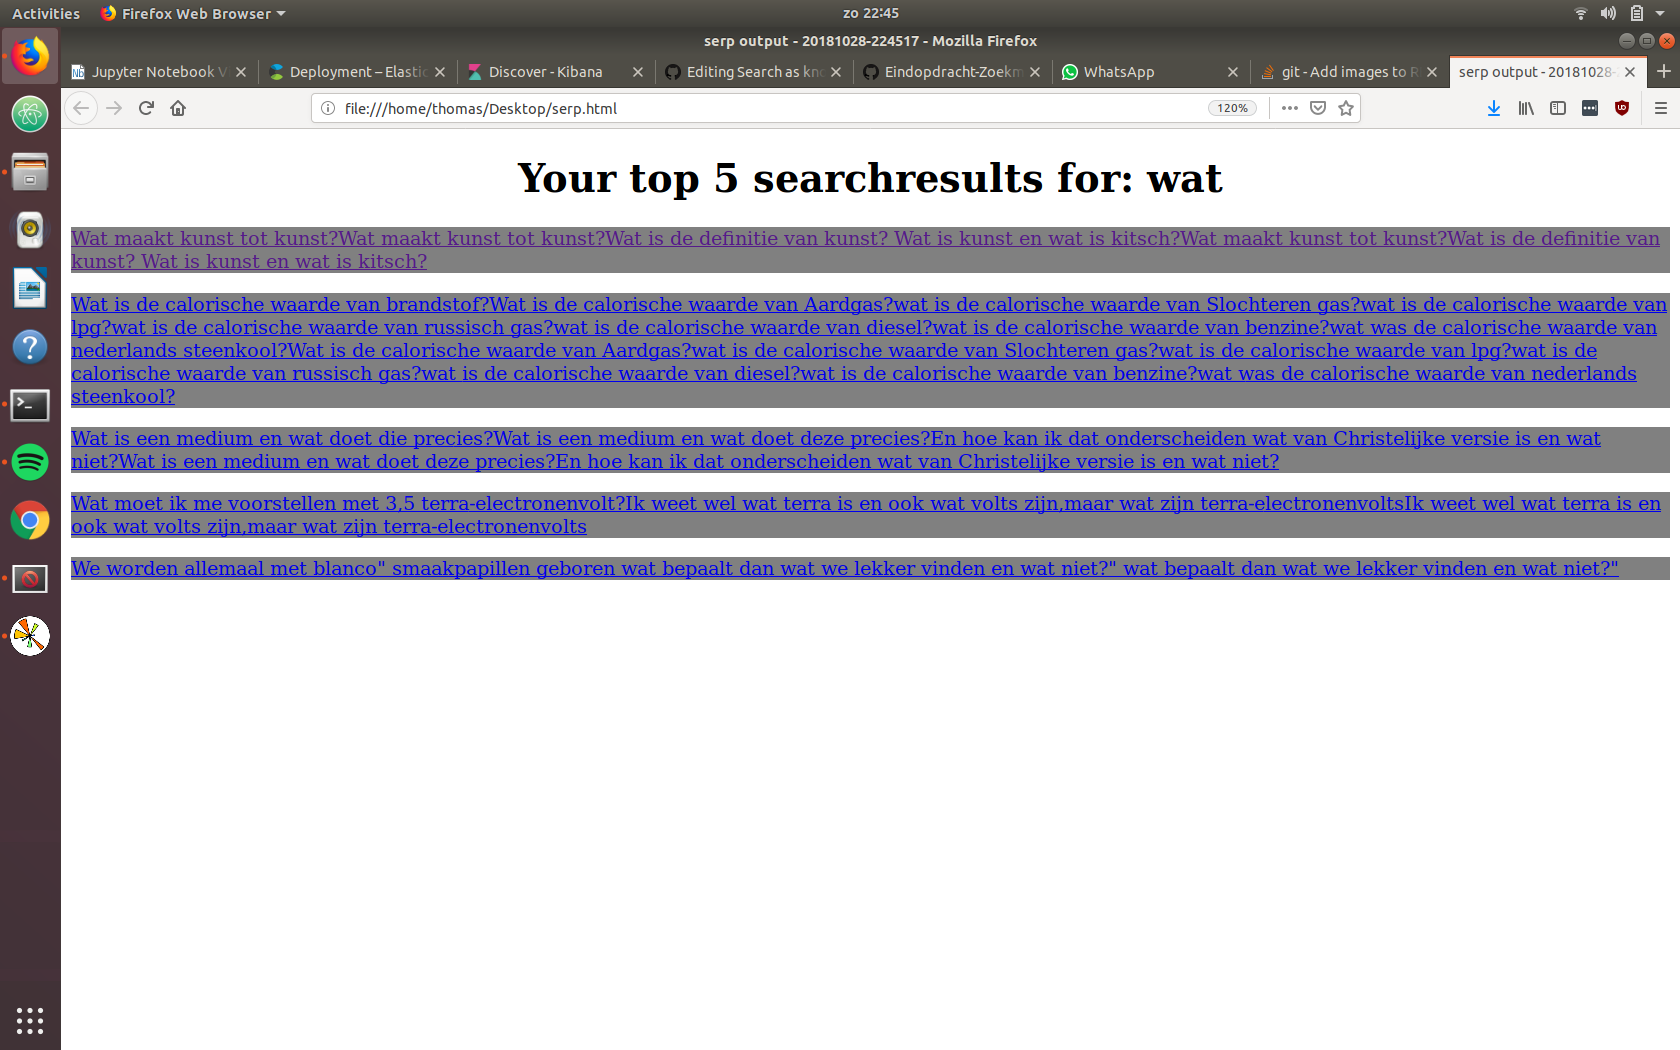 Activities Firefox Web Browser zo 22:45
serp output - 20181028-224517 - Mozilla Firefox
Jupyter Notebook Deployment – Elastic Discover - Kibana Editing Search as kno Eindopdracht-Zoekm WhatsApp git - Add images to R serp output - 20181028-
file:///home/thomas/Desktop/serp.html 120%
Your top 5 searchresults for: wat
Wat maakt kunst tot kunst?Wat maakt kunst tot kunst?Wat is de definitie van kunst? Wat is kunst en wat is kitsch?Wat maakt kunst tot kunst?Wat is de definitie van
kunst? Wat is kunst en wat is kitsch?
Wat is de calorische waarde van brandstof?Wat is de calorische waarde van Aardgas?wat is de calorische waarde van Slochteren gas?wat is de calorische waarde van
lpg?wat is de calorische waarde van russisch gas?wat is de calorische waarde van diesel?wat is de calorische waarde van benzine?wat was de calorische waarde van
nederlands steenkool?Wat is de calorische waarde van Aardgas?wat is de calorische waarde van Slochteren gas?wat is de calorische waarde van lpg?wat is de
calorische waarde van russisch gas?wat is de calorische waarde van diesel?wat is de calorische waarde van benzine?wat was de calorische waarde van nederlands
steenkool?
Wat is een medium en wat doet die precies?Wat is een medium en wat doet deze precies?En hoe kan ik dat onderscheiden wat van Christelijke versie is en wat
niet?Wat is een medium en wat doet deze precies?En hoe kan ik dat onderscheiden wat van Christelijke versie is en wat niet?
Wat moet ik me voorstellen met 3,5 terra-electronenvolt?Ik weet wel wat terra is en ook wat volts zijn,maar wat zijn terra-electronenvoltsIk weet wel wat terra is en
ook wat volts zijn,maar wat zijn terra-electronenvolts
We worden allemaal met blanco" smaakpapillen geboren wat bepaalt dan wat we lekker vinden en wat niet?" wat bepaalt dan wat we lekker vinden en wat niet?"